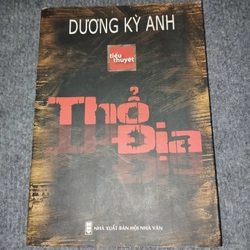 DƯƠNG KỲ ANH
tiểu
thuyết
Thổ
Địa
NHÀ XUẤT BẢN HỘI NHÀ VĂN